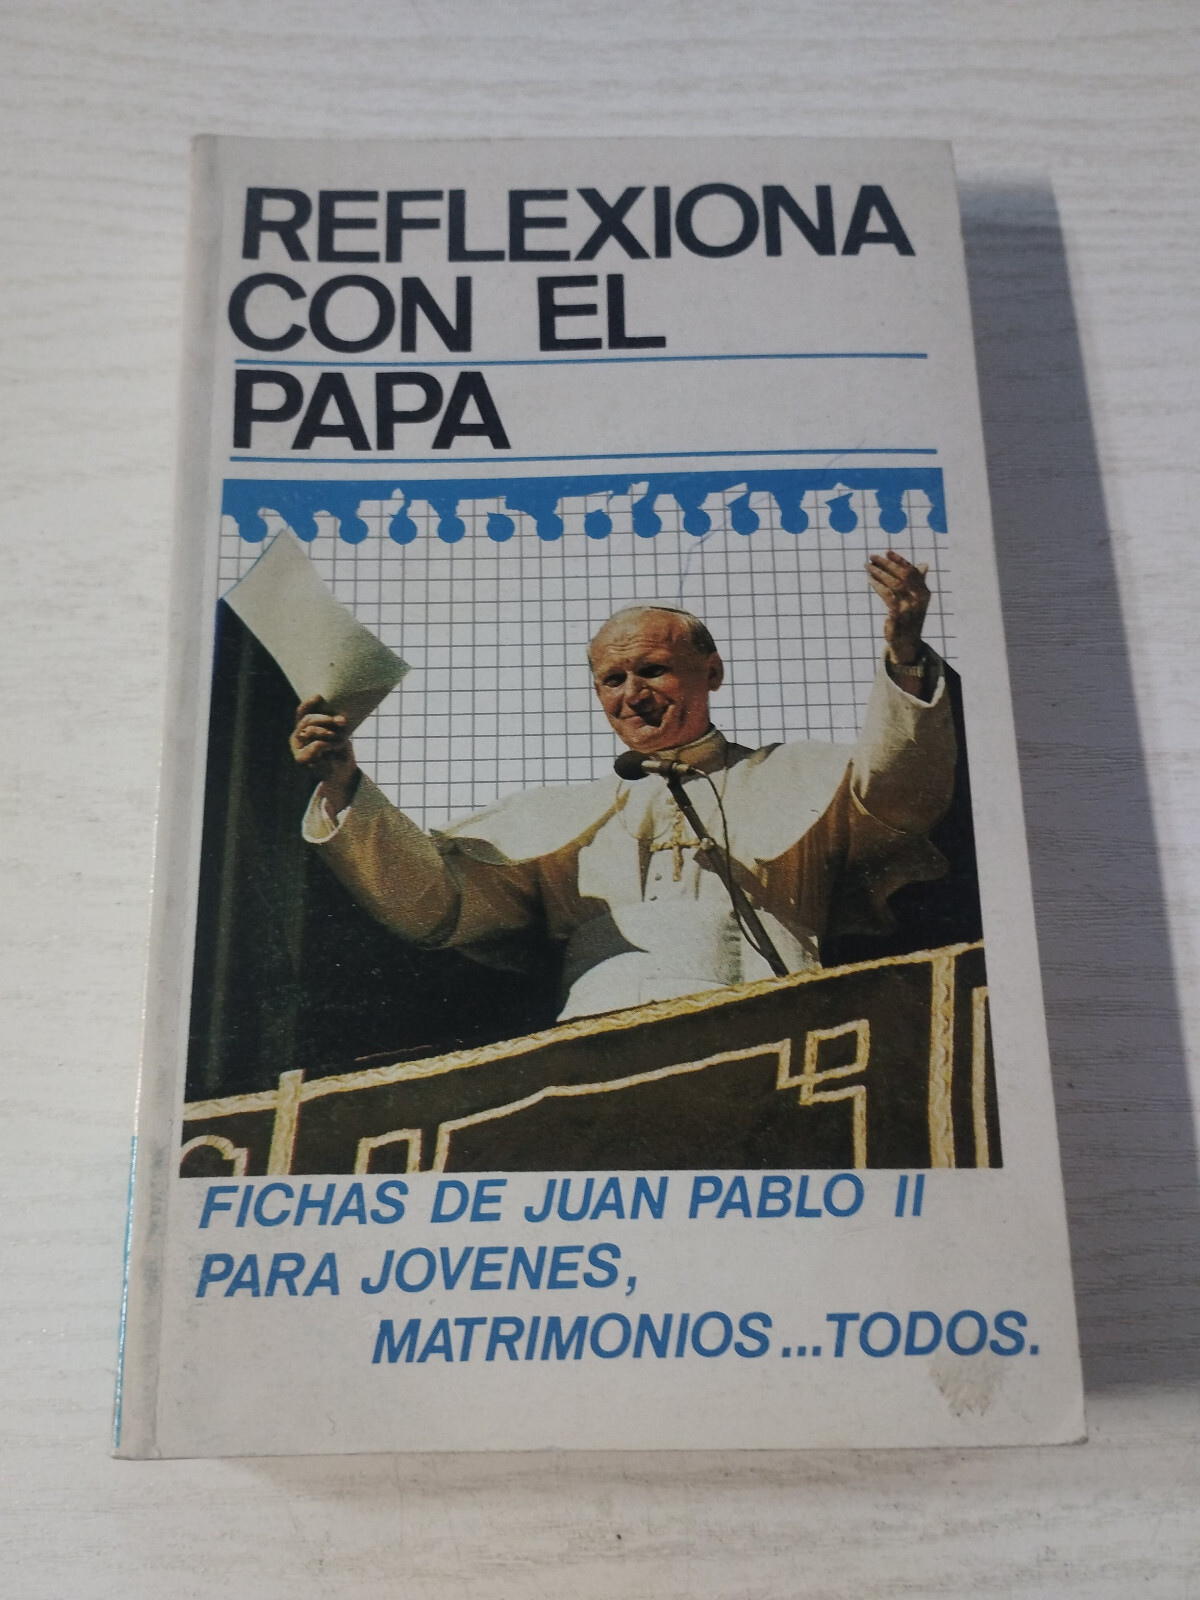 REFLEXIONA
CON EL
PAPA
FICHAS DE JUAN PABLO II
PARA JOVENES,
MATRIMONIOS...TODOS.